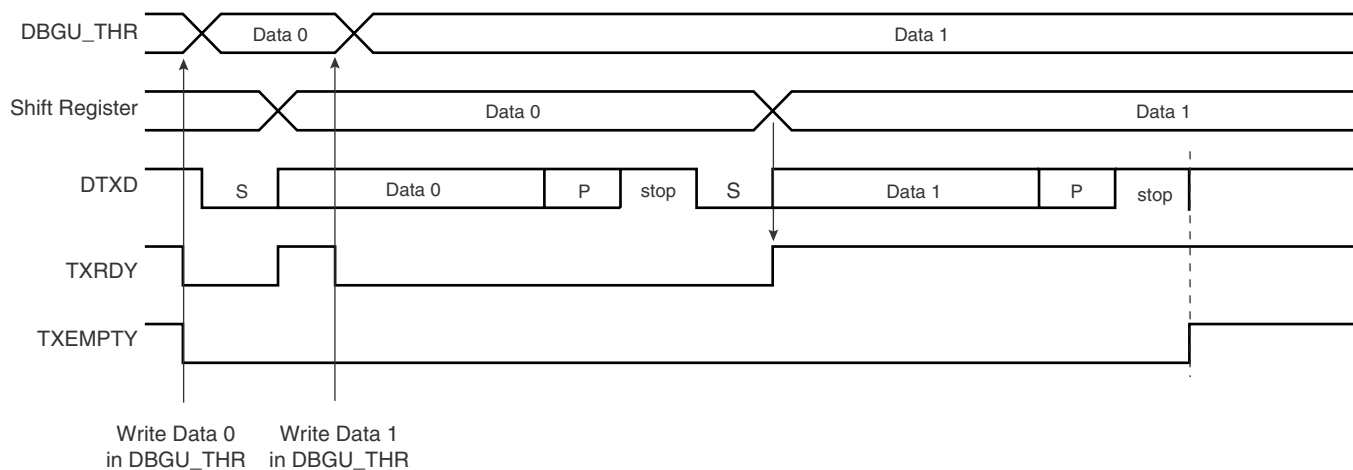 DBGU_THR
Data 0
Data 1
Shift Register
Data 0
Data 1
DTXD
S
Data 0
P
stop
S
Data 1
P
stop
TXRDY
TXEMPTY
Write Data 0
in DBGU_THR
Write Data 1
in DBGU_THR